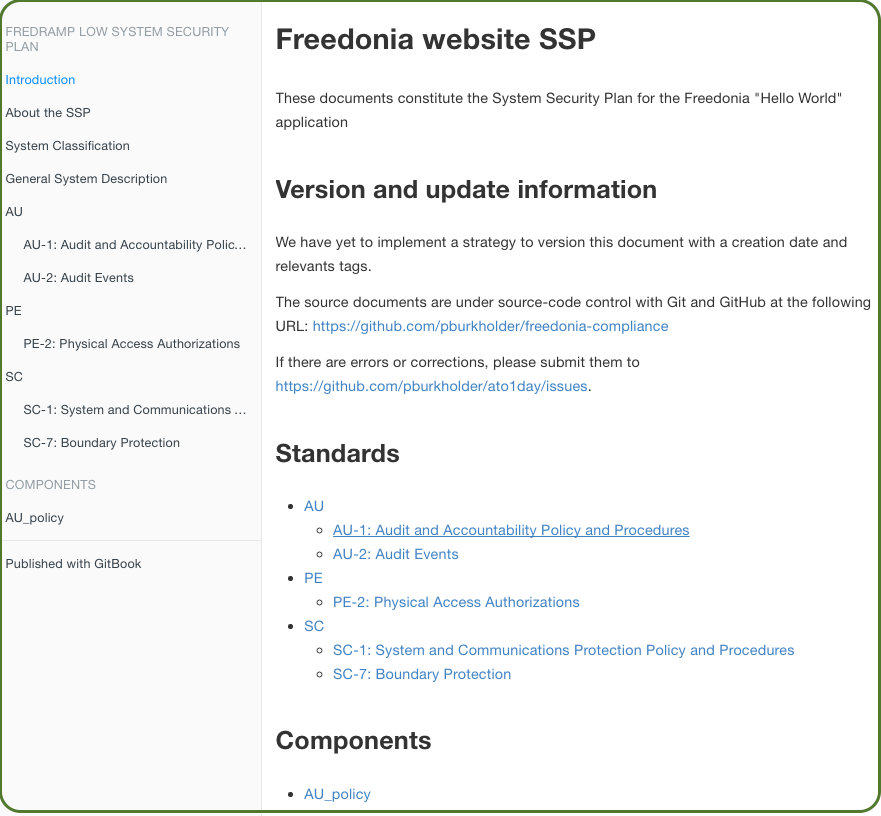 FREDRAMP LOW SYSTEM SECURITY
PLAN
Introduction
About the SSP
System Classification
General System Description
AU
AU-1: Audit and Accountability Polic…
AU-2: Audit Events
PE
PE-2: Physical Access Authorizations
SC
SC-1: System and Communications …
SC-7: Boundary Protection
COMPONENTS
AU_policy
Published with GitBook
Freedonia website SSP
These documents constitute the System Security Plan for the Freedonia "Hello World"
application
Version and update information
We have yet to implement a strategy to version this document with a creation date and
relevants tags.
The source documents are under source-code control with Git and GitHub at the following
URL: https://github.com/pburkholder/freedonia-compliance
If there are errors or corrections, please submit them to
https://github.com/pburkholder/ato1day/issues.
Standards
• AU
◦ AU-1: Audit and Accountability Policy and Procedures
◦ AU-2: Audit Events
• PE
◦ PE-2: Physical Access Authorizations
• SC
◦ SC-1: System and Communications Protection Policy and Procedures
◦ SC-7: Boundary Protection
Components
• AU_policy